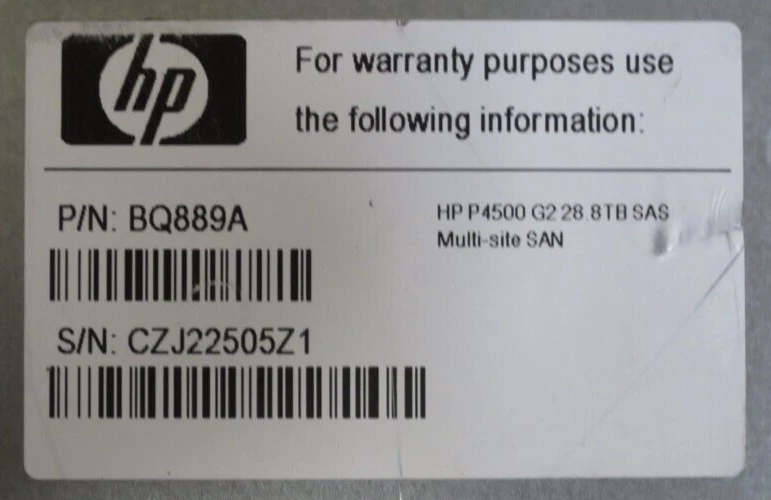 hp
For warranty purposes use
the following information:
P/N: BQ889A
HP P4500 G2 28.8TB SAS
Multi-site SAN
S/N: CZJ22505Z1